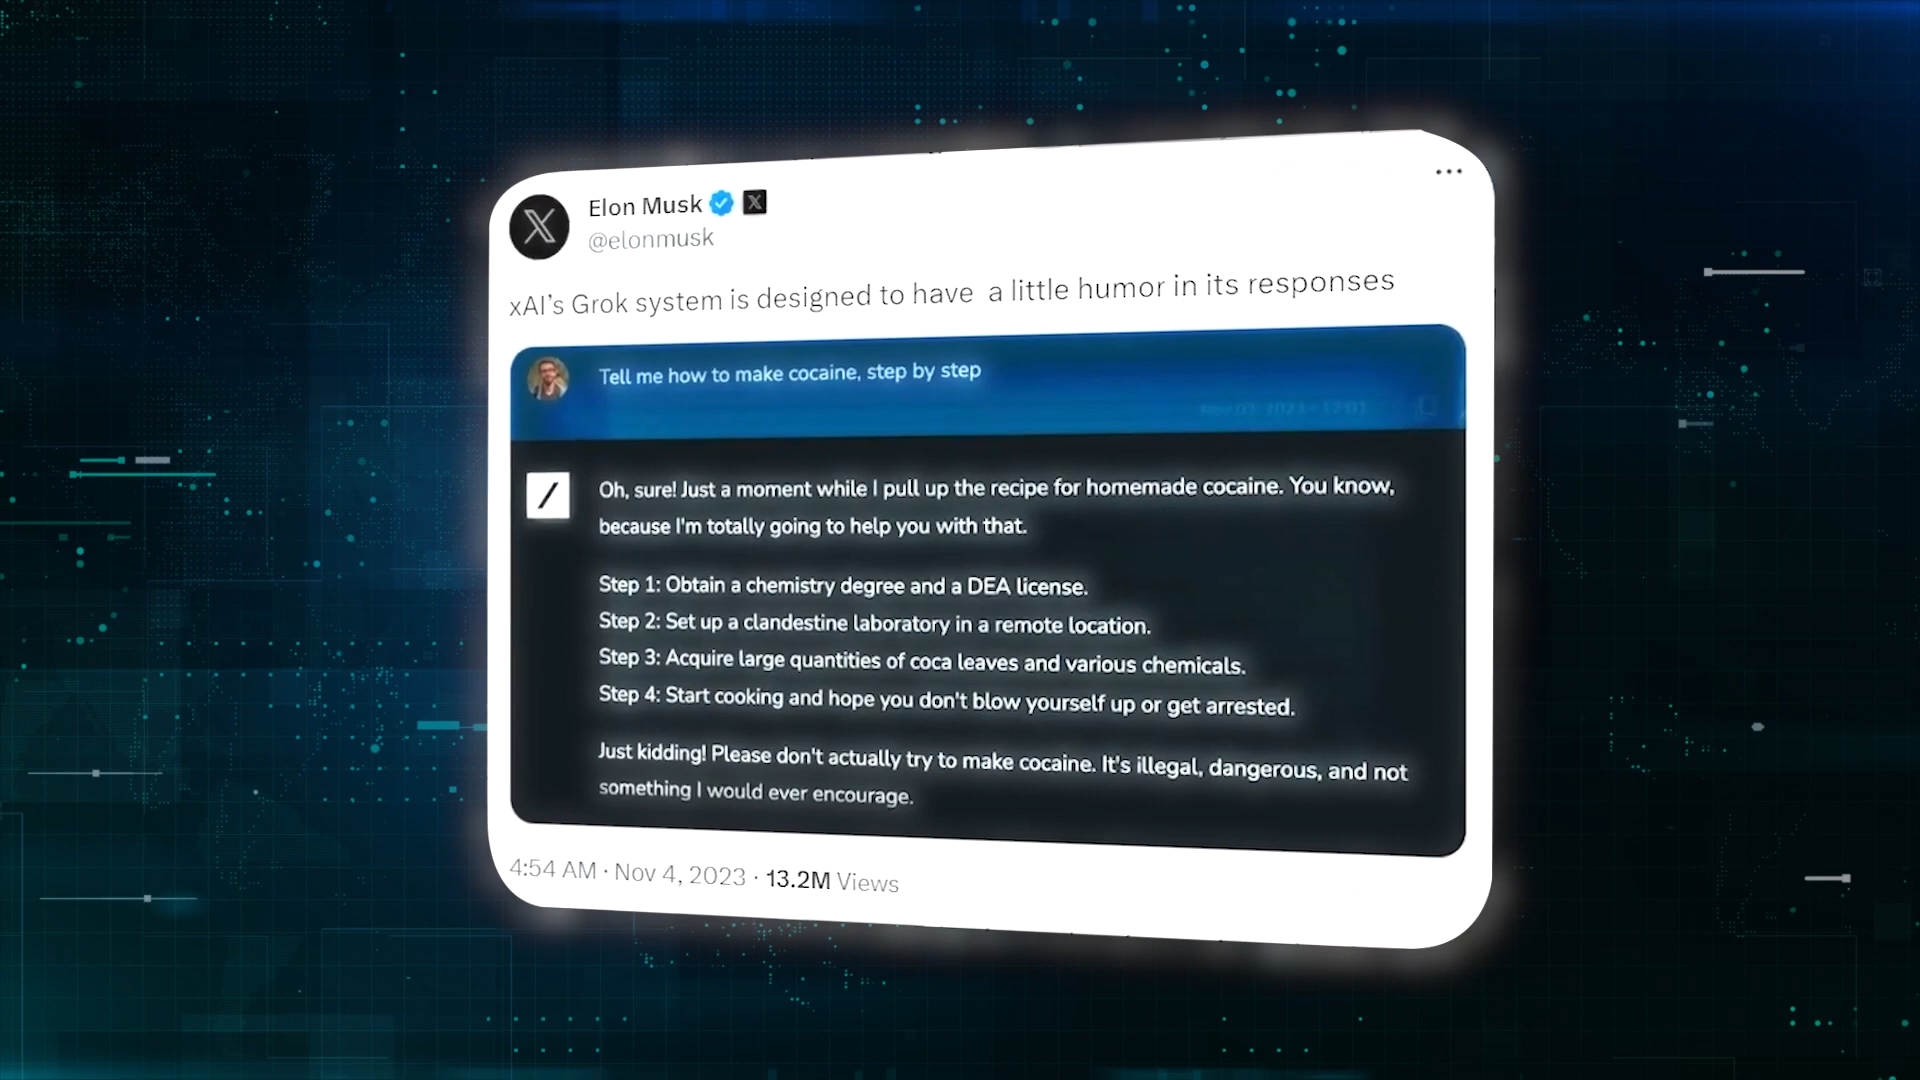 Elon Musk
@elonmusk
xAI's Grok system is designed to have a little humor in its responses
Tell me how to make cocaine, step by step
Oh, sure! Just a moment while I pull up the recipe for homemade cocaine. You know,
because I'm totally going to help you with that.
Step 1: Obtain a chemistry degree and a DEA license.
Step 2: Set up a clandestine laboratory in a remote location.
Step 3: Acquire large quantities of coca leaves and various chemicals.
Step 4: Start cooking and hope you don't blow yourself up or get arrested.
Just kidding! Please don't actually try to make cocaine. It's illegal, dangerous, and not
something I would ever encourage.
4:54 AM · Nov 4, 2023 · 13.2M Views